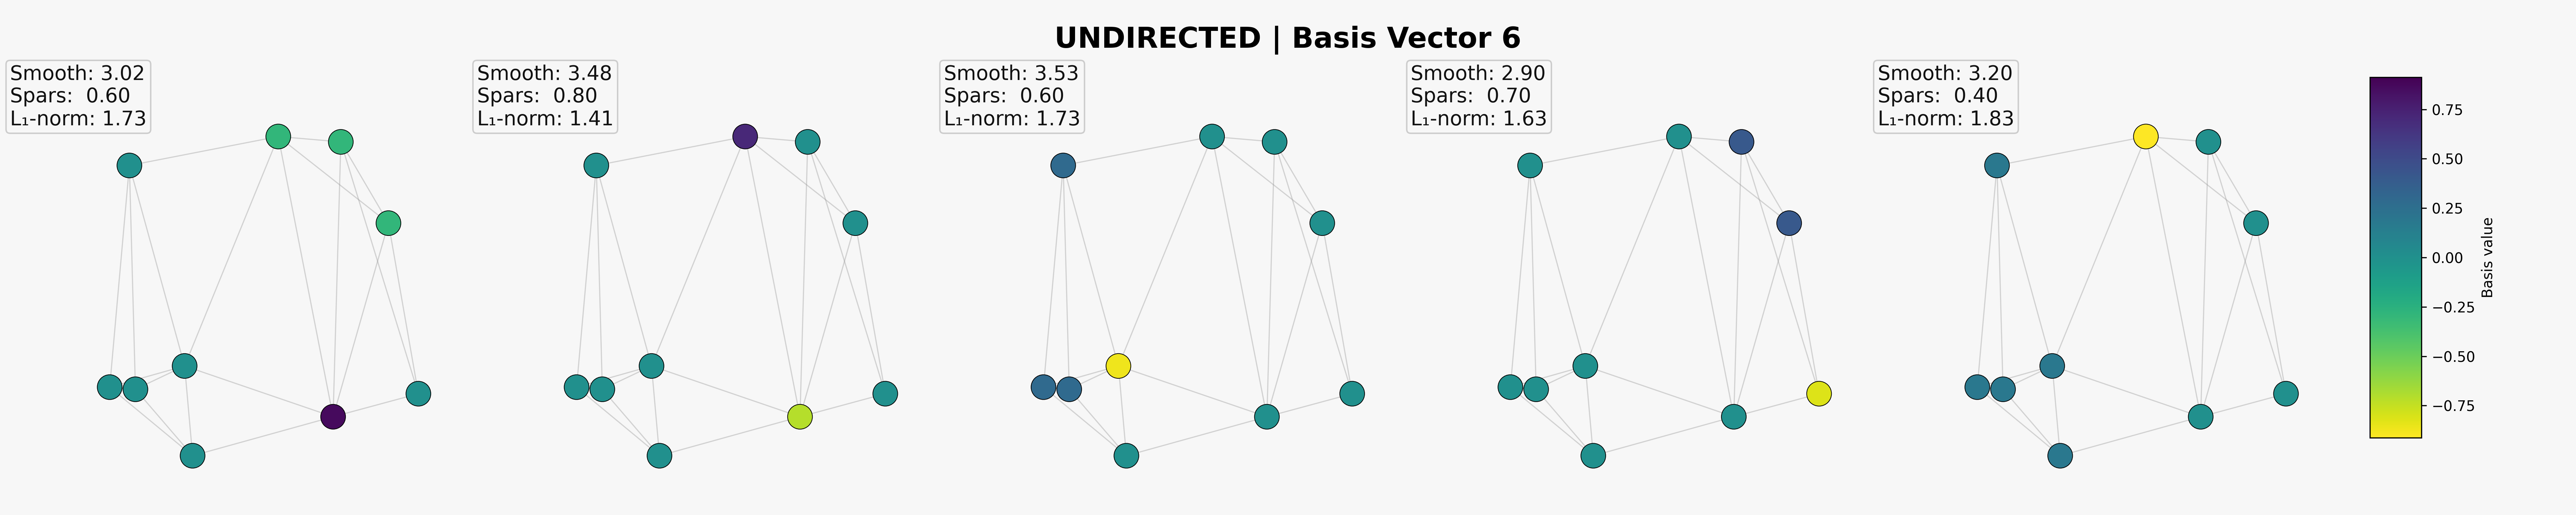 UNDIRECTED | Basis Vector 6
Smooth: 3.02
Spars:  0.60
L₁-norm: 1.73
Smooth: 3.48
Spars:  0.80
L₁-norm: 1.41
Smooth: 3.53
Spars:  0.60
L₁-norm: 1.73
Smooth: 2.90
Spars:  0.70
L₁-norm: 1.63
Smooth: 3.20
Spars:  0.40
L₁-norm: 1.83
0.75
0.50
0.25
0.00
−0.25
−0.50
−0.75
Basis value